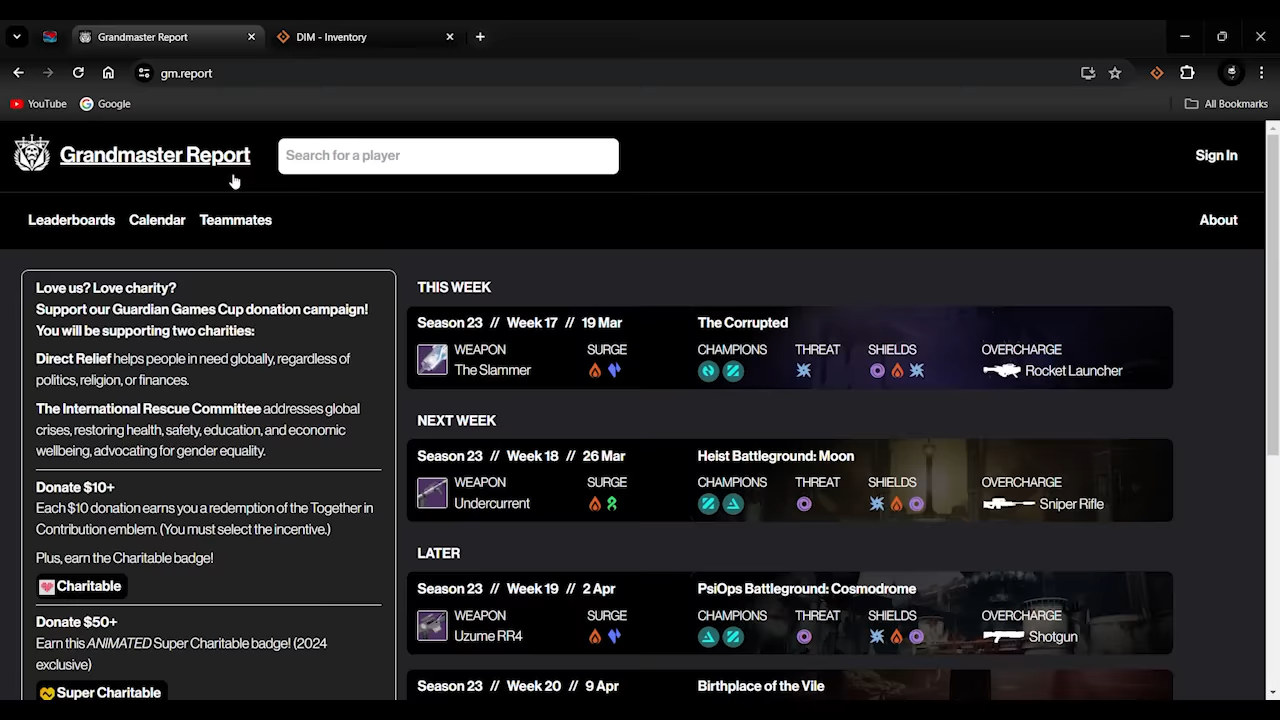 Grandmaster Report
DIM - Inventory
gm.report
YouTube
Google
All Bookmarks
Grandmaster Report
Search for a player
Sign In
Leaderboards
Calendar
Teammates
About
Love us? Love charity?
Support our Guardian Games Cup donation campaign!
You will be supporting two charities:
Direct Relief helps people in need globally, regardless of
politics, religion, or finances.
The International Rescue Committee addresses global
crises, restoring health, safety, education, and economic
wellbeing, advocating for gender equality.
Donate $10+
Each $10 donation earns you a redemption of the Together in
Contribution emblem. (You must select the incentive.)
Plus, earn the Charitable badge!
Charitable
Donate $50+
Earn this ANIMATED Super Charitable badge! (2024
exclusive)
Super Charitable
THIS WEEK
Season 23 // Week 17 // 19 Mar
The Corrupted
WEAPON
The Slammer
SURGE
CHAMPIONS
THREAT
SHIELDS
OVERCHARGE
Rocket Launcher
NEXT WEEK
Season 23 // Week 18 // 26 Mar
Heist Battleground: Moon
WEAPON
Undercurrent
SURGE
CHAMPIONS
THREAT
SHIELDS
OVERCHARGE
Sniper Rifle
LATER
Season 23 // Week 19 // 2 Apr
PsiOps Battleground: Cosmodrome
WEAPON
Uzume RR4
SURGE
CHAMPIONS
THREAT
SHIELDS
OVERCHARGE
Shotgun
Season 23 // Week 20 // 9 Apr
Birthplace of the Vile